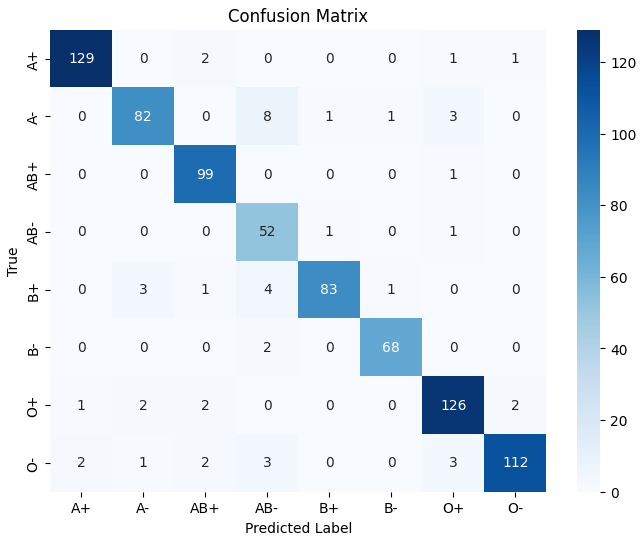 Confusion Matrix
A+ 129 0 2 0 0 0 1 1
A- 0 82 0 8 1 1 3 0
AB+ 0 0 99 0 0 0 1 0
AB- 0 0 0 52 1 0 1 0
B+ 0 3 1 4 83 1 0 0
B- 0 0 0 2 0 68 0 0
O+ 1 2 2 0 0 0 126 2
O- 2 1 2 3 0 0 3 112
A+ A- AB+ AB- B+ B- O+ O-
Predicted Label
True
120
100
80
60
40
20
0